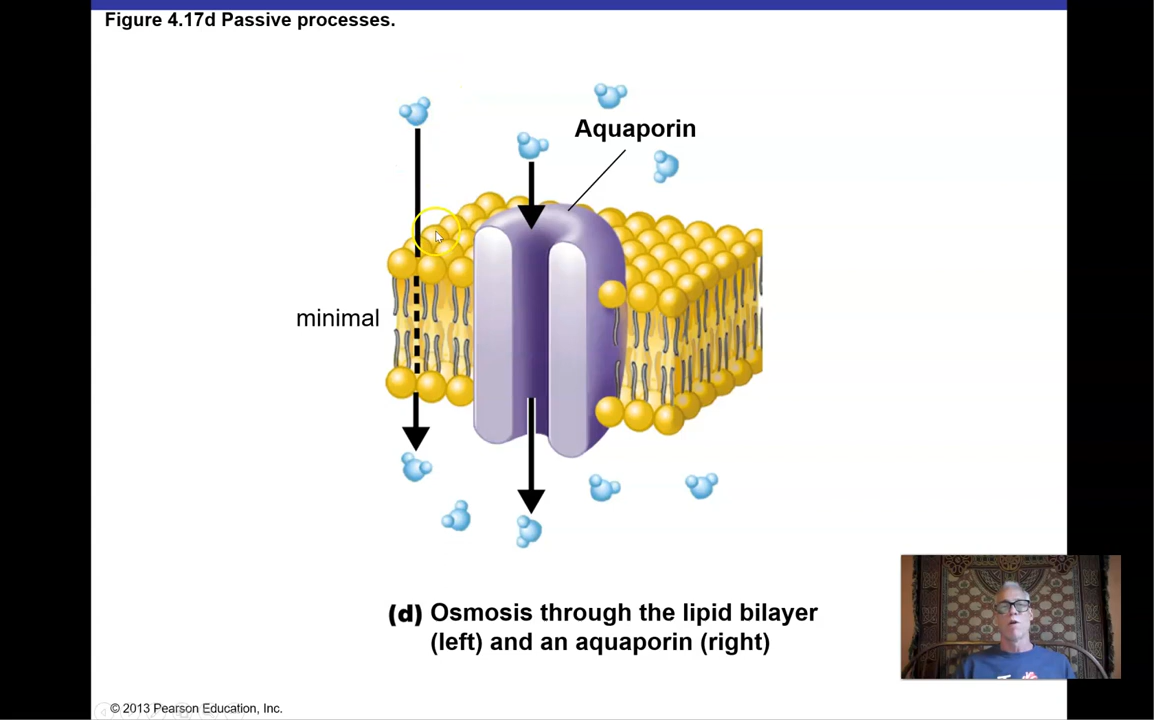 Figure 4.17d Passive processes.
Aquaporin
minimal
(d) Osmosis through the lipid bilayer
(left) and an aquaporin (right)
© 2013 Pearson Education, Inc.